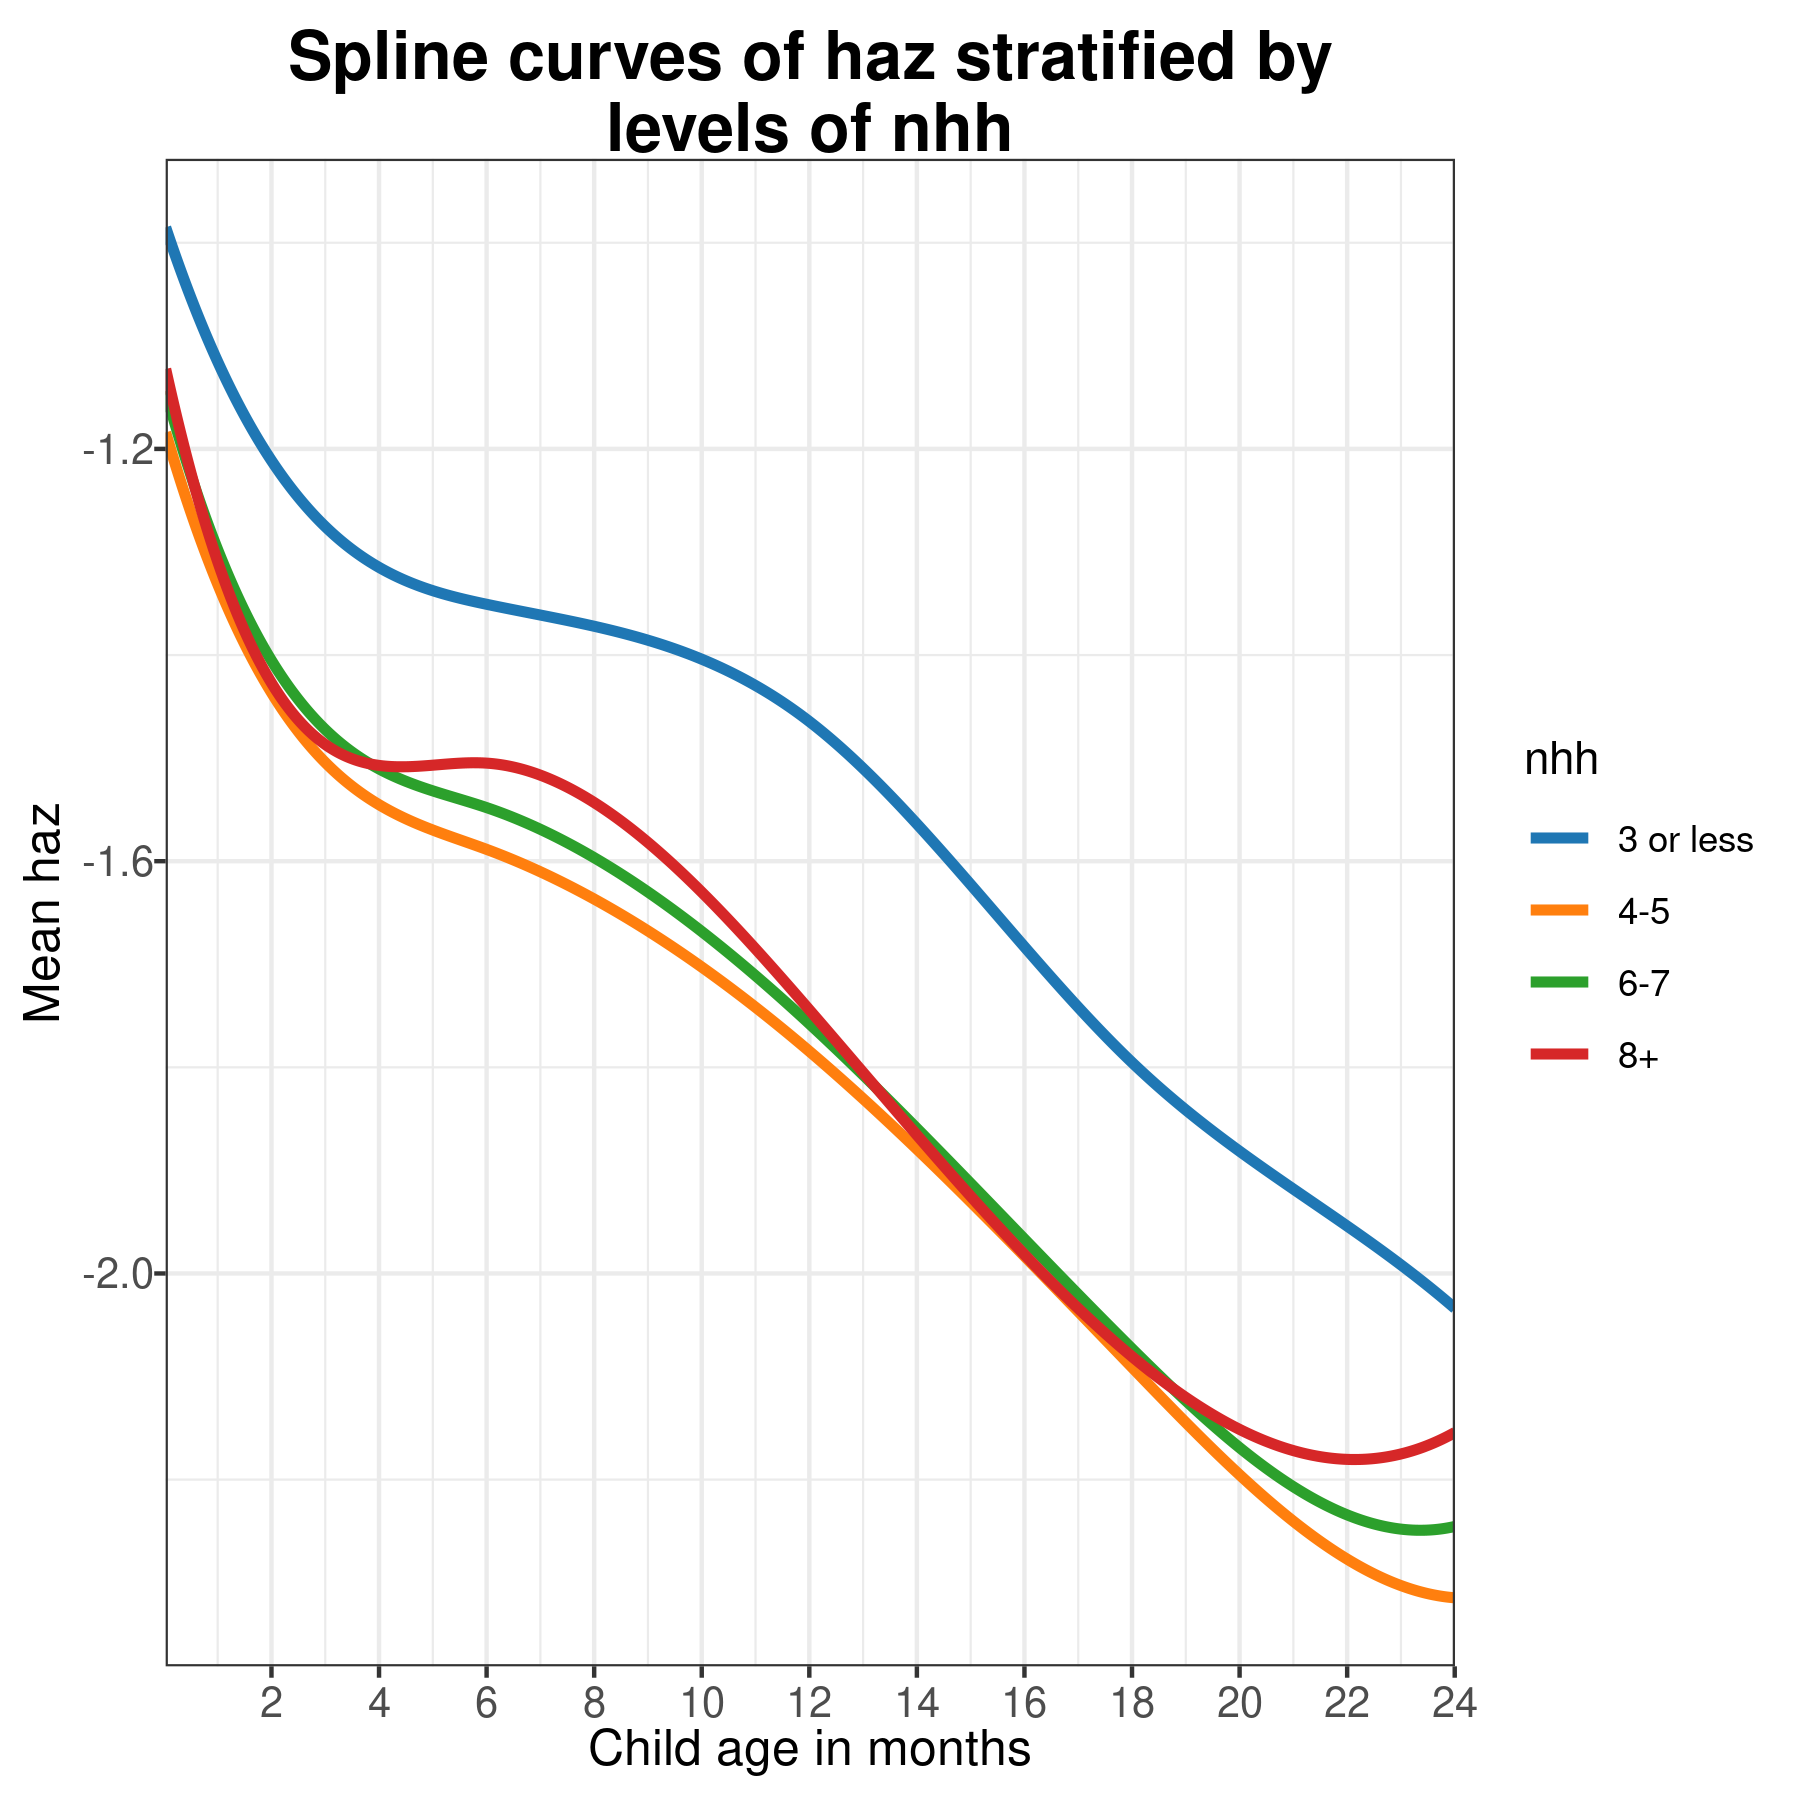 Spline curves of haz stratified by
levels of nhh
Mean haz
-1.2
-1.6
-2.0
2 4 6 8 10 12 14 16 18 20 22 24
Child age in months
nhh
3 or less
4-5
6-7
8+